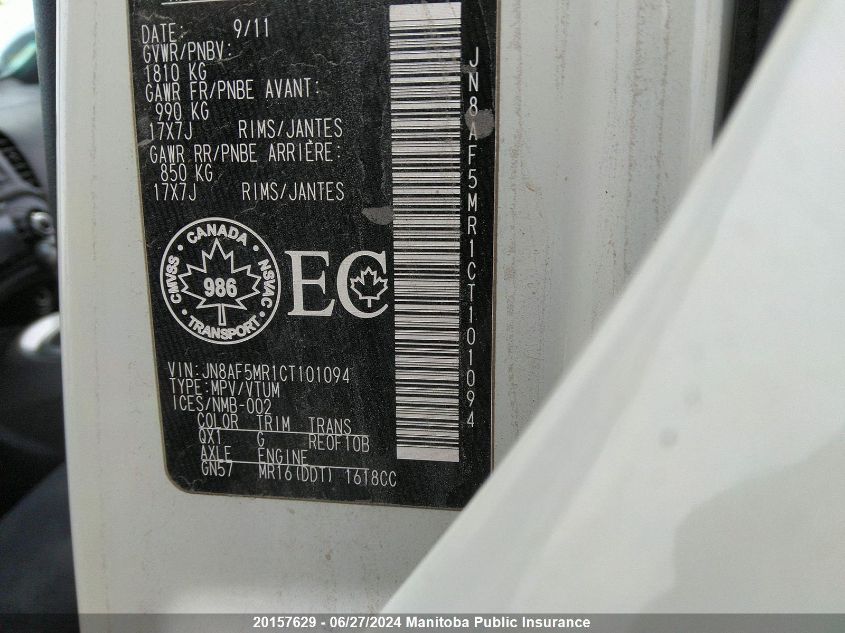 DATE: 9/11
GVWR/PNBV:
1810 KG
GAWR FR/PNBE AVANT:
990 KG
17X7J RIMS/JANTES
GAWR RR/PNBE ARRIÈRE:
850 KG
17X7J RIMS/JANTES
CANADA
CMVSS
NSVAC
986
TRANSPORT
EC
VIN:JN8AF5MR1CT101094
TYPE:MPV/VTUM
ICES/NMB-002
COLOR TRIM TRANS
QX1 G RE0F10B
AXLE ENGINE
GN57 MR16(DDT) 1618CC
JN8AF5MR1CT101094
20157629 - 06/27/2024 Manitoba Public Insurance